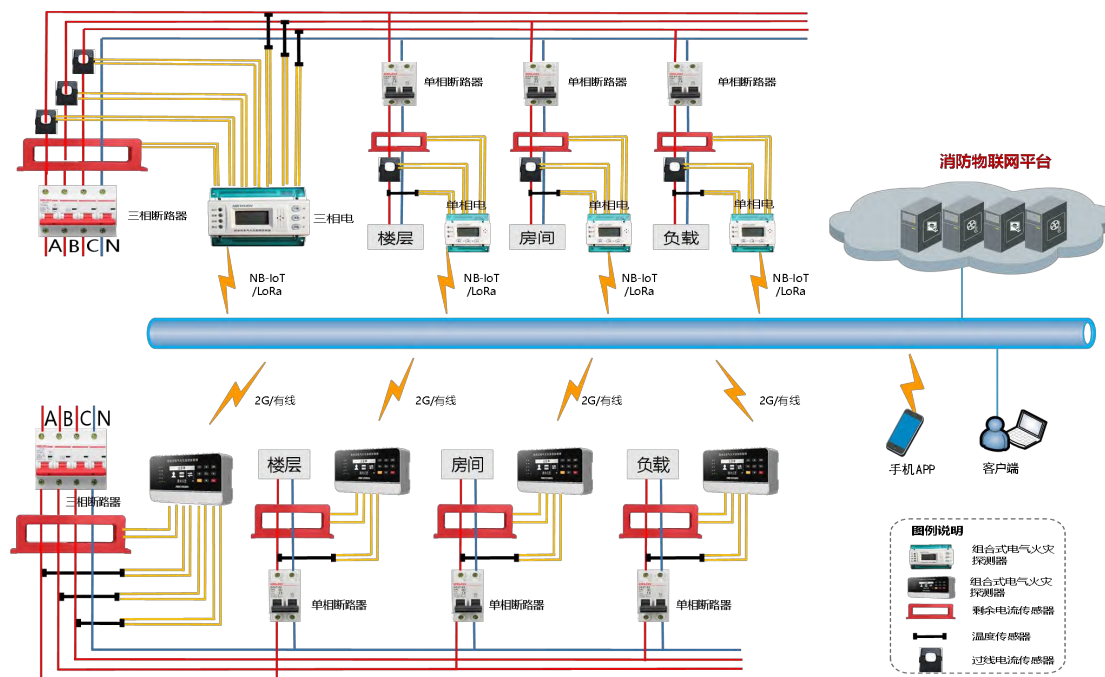 单相断路器
单相断路器
单相断路器
消防物联网平台
三相断路器
三相电
单相电
单相电
单相电
A B C N
楼层
房间
负载
NB-IoT
/LoRa
NB-IoT
/LoRa
NB-IoT
/LoRa
NB-IoT
/LoRa
2G/有线
2G/有线
2G/有线
2G/有线
A B C N
楼层
房间
负载
手机APP
客户端
三相断路器
单相断路器
单相断路器
单相断路器
图例说明
组合式电气火灾
探测器
组合式电气火灾
探测器
剩余电流传感器
温度传感器
过线电流传感器